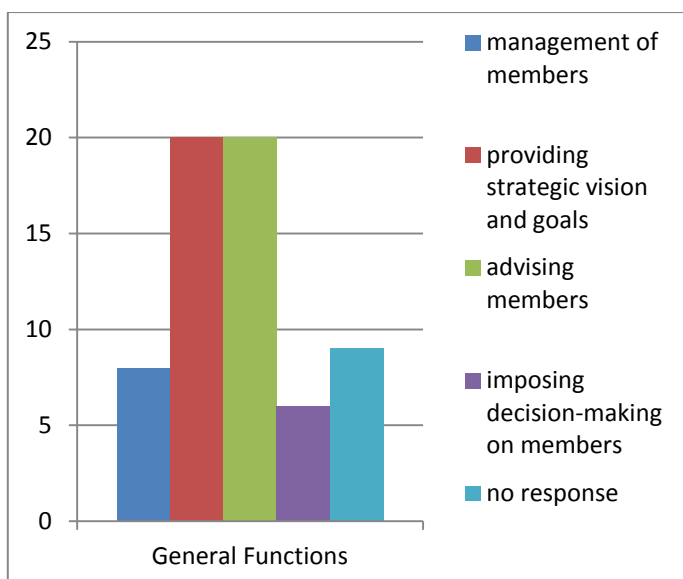 25
20
15
10
5
0
General Functions
management of
members
providing
strategic vision
and goals
advising
members
imposing
decision-making
on members
no response